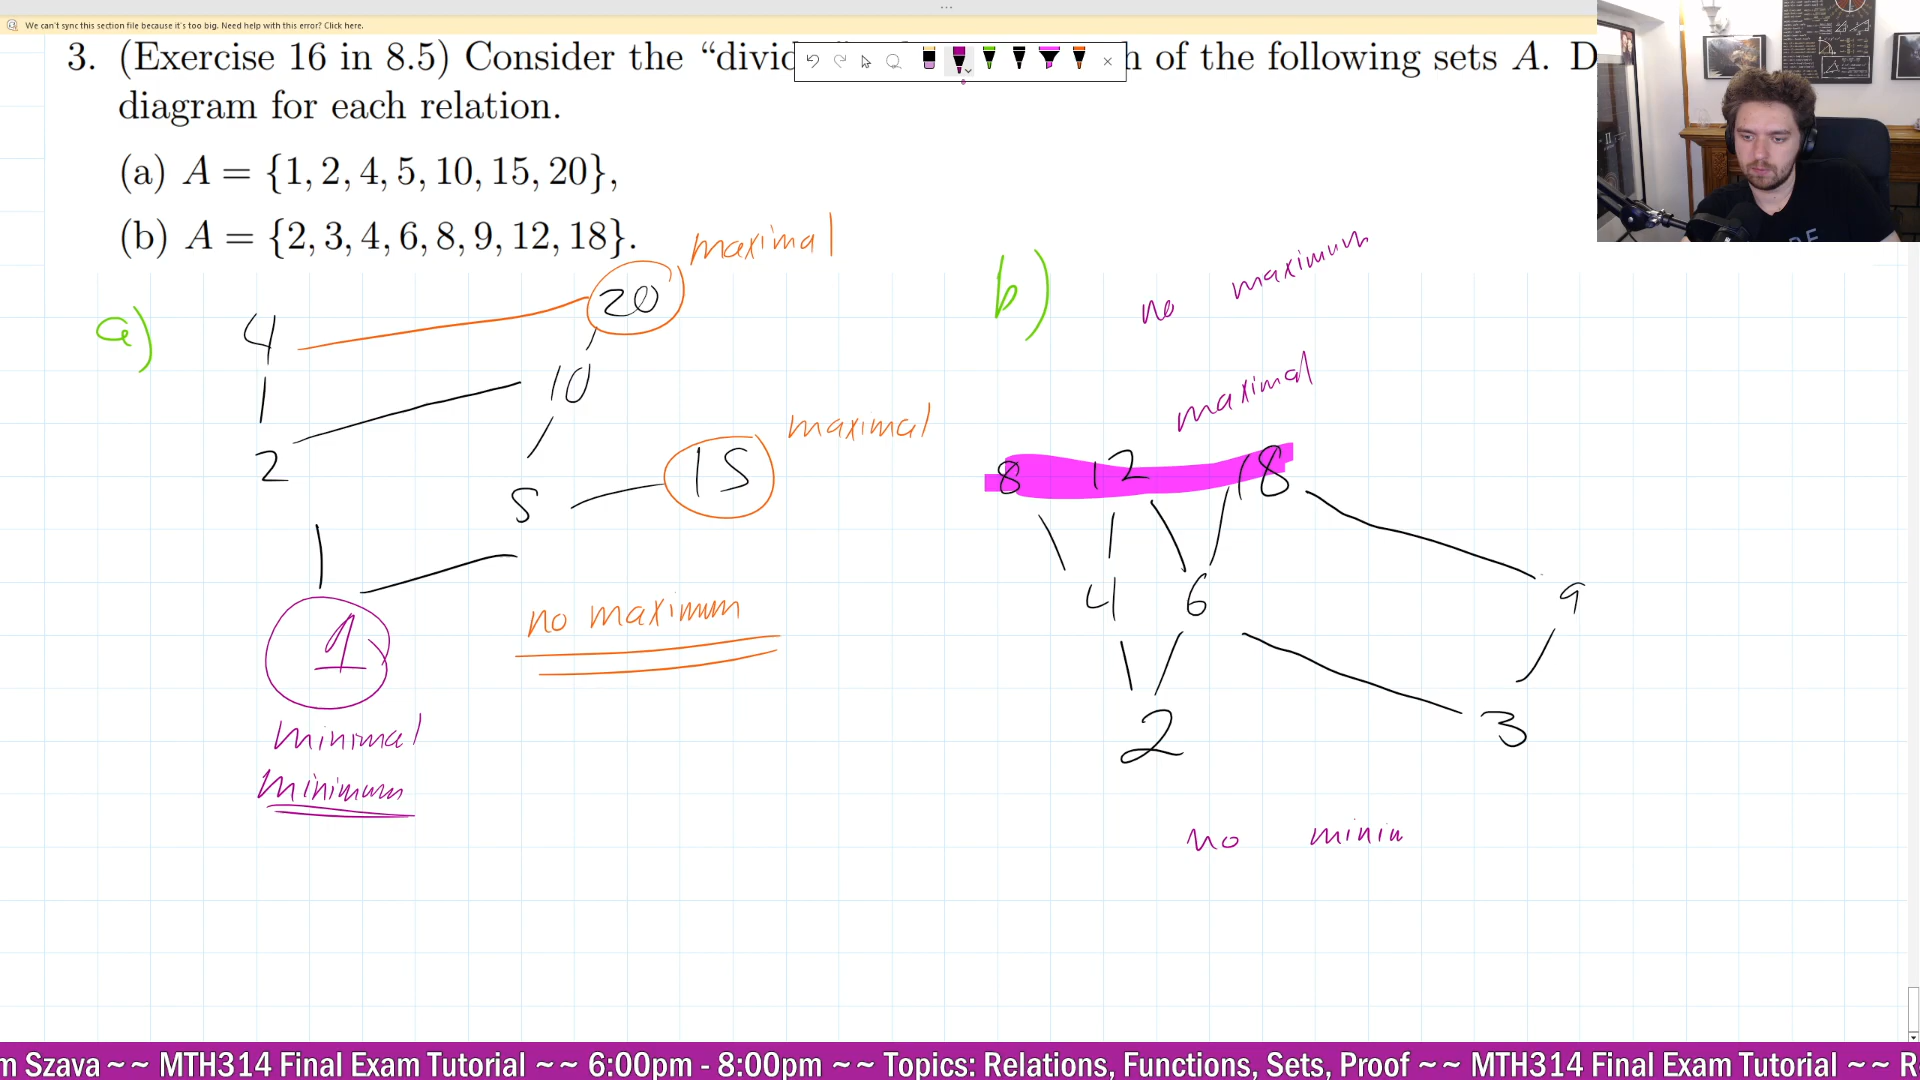 We can't sync this section file because it's too big. Need help with this error? Click here.
3. (Exercise 16 in 8.5) Consider the "divid n of the following sets A. D
diagram for each relation.
(a) A = {1, 2, 4, 5, 10, 15, 20},
(b) A = {2, 3, 4, 6, 8, 9, 12, 18}.
a)
20 maximal
4
10
2
5
15 maximal
1
no maximum
minimal
minimum
b)
no maximum
maximal
8 12 18
4 6 9
2 3
no minim
m Szava ~~ MTH314 Final Exam Tutorial ~~ 6:00pm - 8:00pm ~~ Topics: Relations, Functions, Sets, Proof ~~ MTH314 Final Exam Tutorial ~~ R